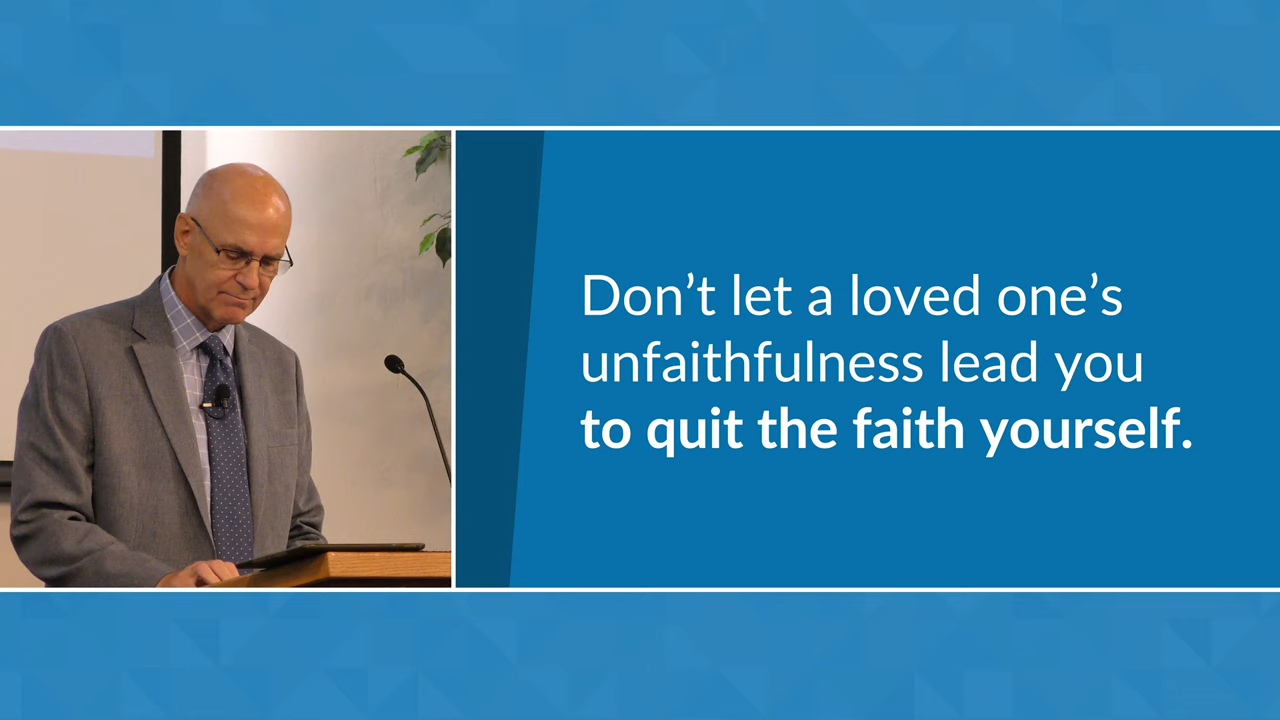 Don’t let a loved one’s
unfaithfulness lead you
to quit the faith yourself.